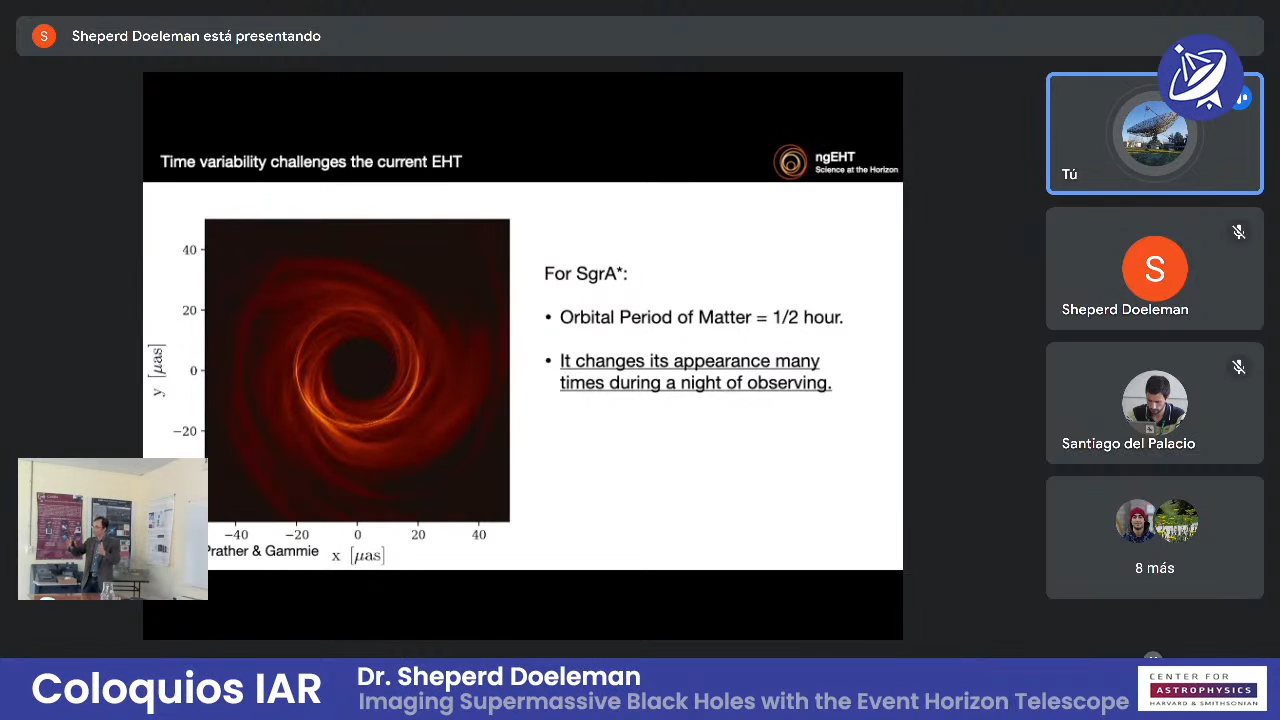 S
Sheperd Doeleman está presentando
Time variability challenges the current EHT
ngEHT
Science at the Horizon
40
20
0
−20
y [μas]
−40
−20
0
20
40
Prather & Gammie
x [μas]
For SgrA*:
• Orbital Period of Matter = 1/2 hour.
• It changes its appearance many
times during a night of observing.
Tú
S
Sheperd Doeleman
Santiago del Palacio
8 más
Coloquios IAR
Dr. Sheperd Doeleman
Imaging Supermassive Black Holes with the Event Horizon Telescope
CENTER FOR
ASTROPHYSICS
HARVARD & SMITHSONIAN